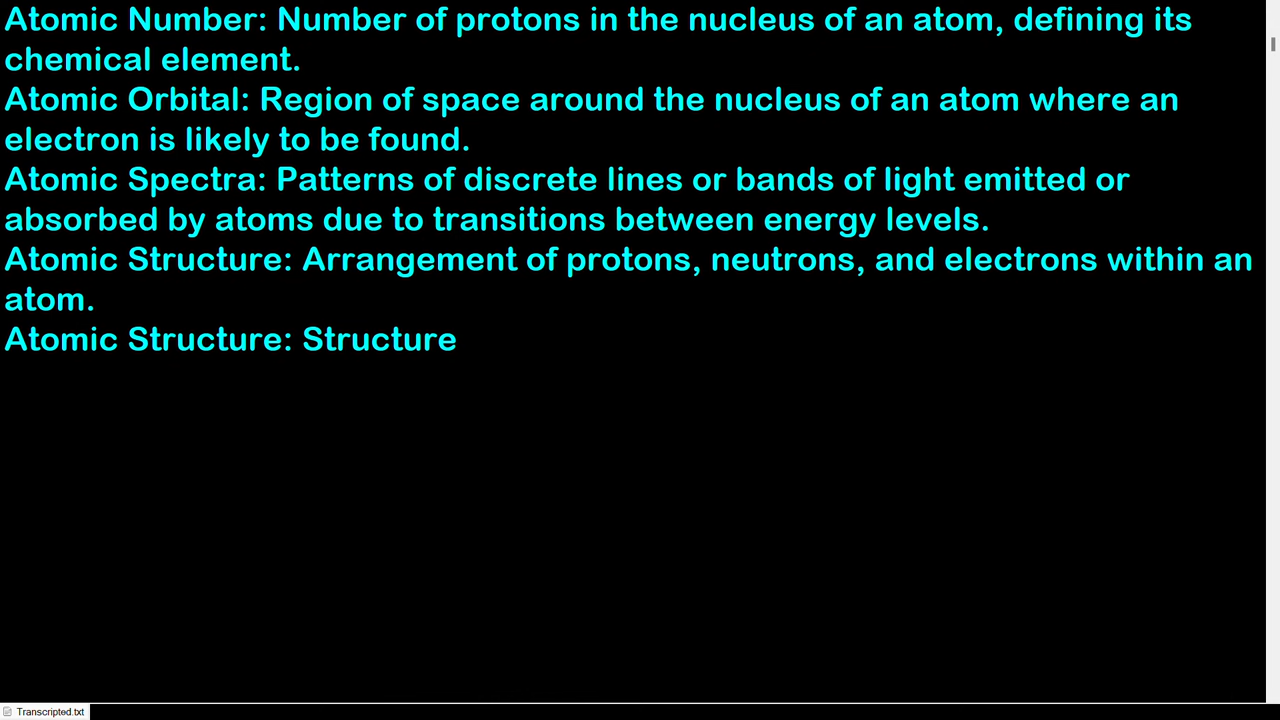 Atomic Number: Number of protons in the nucleus of an atom, defining its
chemical element.
Atomic Orbital: Region of space around the nucleus of an atom where an
electron is likely to be found.
Atomic Spectra: Patterns of discrete lines or bands of light emitted or
absorbed by atoms due to transitions between energy levels.
Atomic Structure: Arrangement of protons, neutrons, and electrons within an
atom.
Atomic Structure: Structure
Transcripted.txt